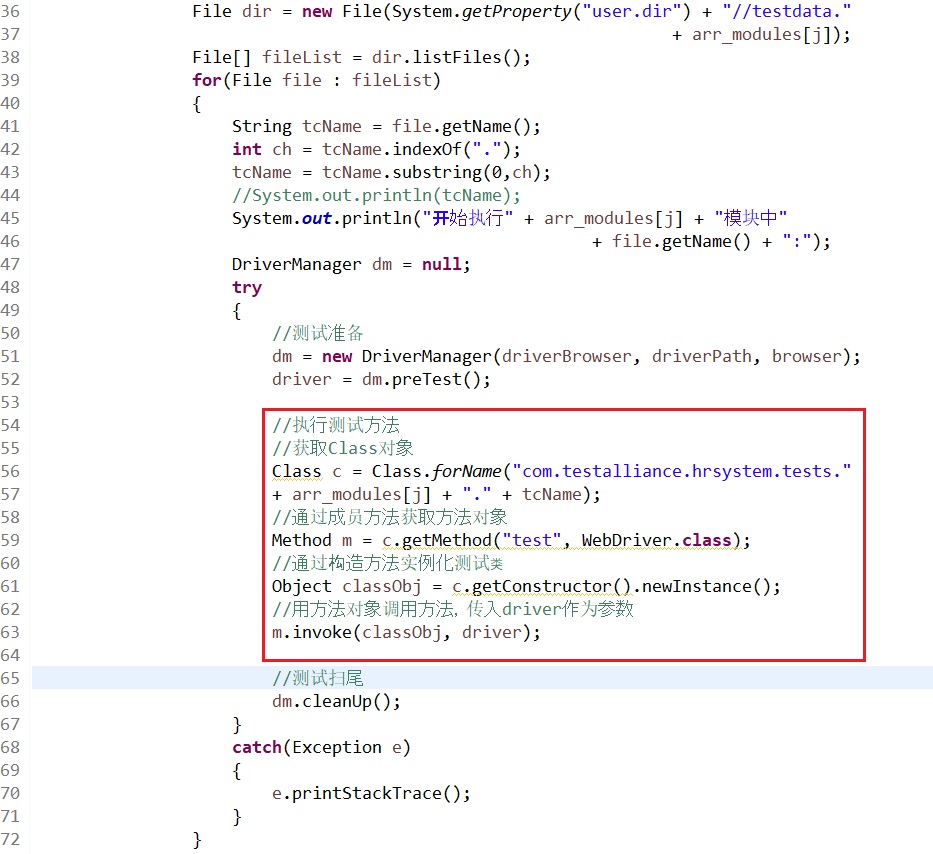 36 File dir = new File(System.getProperty("user.dir") + "//testdata."
37 + arr_modules[j]);
38 File[] fileList = dir.listFiles();
39 for(File file : fileList)
40 {
41 String tcName = file.getName();
42 int ch = tcName.indexOf(".");
43 tcName = tcName.substring(0,ch);
44 //System.out.println(tcName);
45 System.out.println("开始执行" + arr_modules[j] + "模块中"
46 + file.getName() + ":");
47 DriverManager dm = null;
48 try
49 {
50 //测试准备
51 dm = new DriverManager(driverBrowser, driverPath, browser);
52 driver = dm.preTest();
53
54 //执行测试方法
55 //获取Class对象
56 Class c = Class.forName("com.testalliance.hrsystem.tests."
57 + arr_modules[j] + "." + tcName);
58 //通过成员方法获取方法对象
59 Method m = c.getMethod("test", WebDriver.class);
60 //通过构造方法实例化测试类
61 Object classObj = c.getConstructor().newInstance();
62 //用方法对象调用方法, 传入driver作为参数
63 m.invoke(classObj, driver);
64
65 //测试扫尾
66 dm.cleanUp();
67 }
68 catch(Exception e)
69 {
70 e.printStackTrace();
71 }
72 }